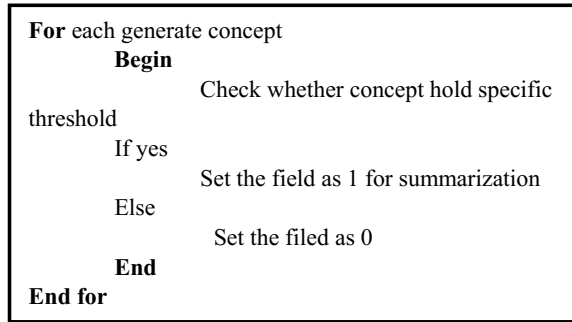 For each generate concept
Begin
Check whether concept hold specific
threshold
If yes
Set the field as 1 for summarization
Else
Set the filed as 0
End
End for